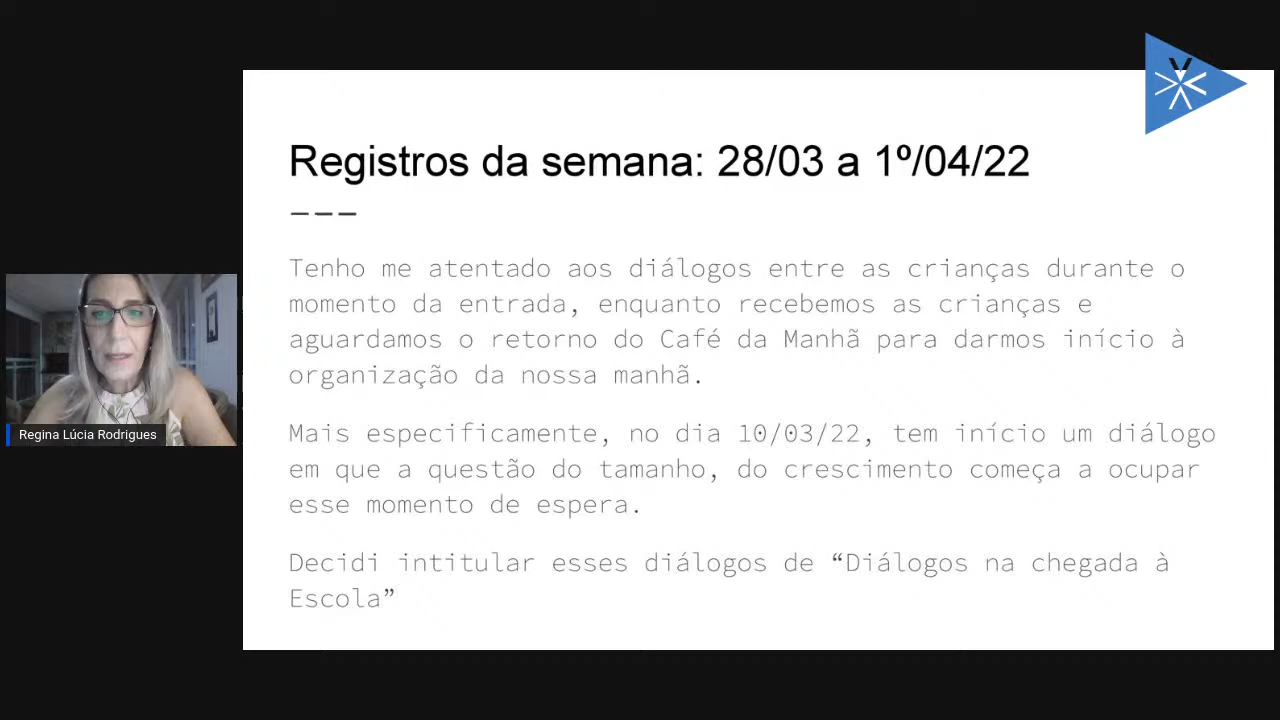 Registros da semana: 28/03 a 1º/04/22
Tenho me atentado aos diálogos entre as crianças durante o
momento da entrada, enquanto recebemos as crianças e
aguardamos o retorno do Café da Manhã para darmos início à
organização da nossa manhã.
Mais especificamente, no dia 10/03/22, tem início um diálogo
em que a questão do tamanho, do crescimento começa a ocupar
esse momento de espera.
Decidi intitular esses diálogos de “Diálogos na chegada à
Escola”
Regina Lúcia Rodrigues